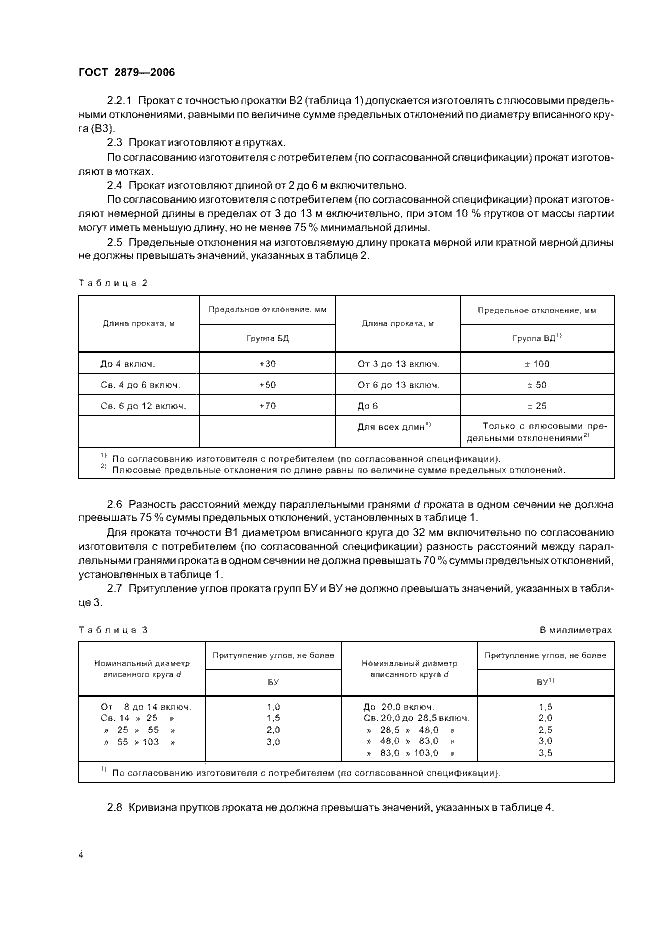 ГОСТ 2879—2006
2.2.1 Прокат с точностью прокатки В2 (таблица 1) допускается изготовлять с плюсовыми предель-
ными отклонениями, равными по величине сумме предельных отклонений по диаметру вписанного кру-
га (В3).
2.3 Прокат изготовляют в прутках.
По согласованию изготовителя с потребителем (по согласованной спецификации) прокат изготов-
ляют в мотках.
2.4 Прокат изготовляют длиной от 2 до 6 м включительно.
По согласованию изготовителя с потребителем (по согласованной спецификации) прокат изготов-
ляют немерной длины в пределах от 3 до 13 м включительно, при этом 10 % прутков от массы партии
могут иметь меньшую длину, но не менее 75 % минимальной длины.
2.5 Предельные отклонения на изготовляемую длину проката мерной или кратной мерной длины
не должны превышать значений, указанных в таблице 2.
Таблица 2
Длина проката, м
Предельное отклонение, мм
Длина проката, м
Предельное отклонение, мм
Группа БД
Группа ВД1)
До 4 включ. +30 От 3 до 13 включ. ± 100
Св. 4 до 6 включ. +50 От 6 до 13 включ. ± 50
Св. 6 до 12 включ. +70 До 6 ± 25
Для всех длин1) Только с плюсовыми пре-
дельными отклонениями2)
1) По согласованию изготовителя с потребителем (по согласованной спецификации).
2) Плюсовые предельные отклонения по длине равны по величине сумме предельных отклонений.
2.6 Разность расстояний между параллельными гранями d проката в одном сечении не должна
превышать 75 % суммы предельных отклонений, установленных в таблице 1.
Для проката точности В1 диаметром вписанного круга до 32 мм включительно по согласованию
изготовителя с потребителем (по согласованной спецификации) разность расстояний между парал-
лельными гранями проката в одном сечении не должна превышать 70 % суммы предельных отклонений,
установленных в таблице 1.
2.7 Притупление углов проката групп БУ и ВУ не должно превышать значений, указанных в табли-
це 3.
Таблица 3 В миллиметрах
Номинальный диаметр
вписанного круга d
Притупление углов, не более
Номинальный диаметр
вписанного круга d
Притупление углов, не более
БУ
ВУ1)
От 8 до 14 включ. 1,0 До 20,0 включ. 1,5
Св. 14 » 25 » 1,5 Св. 20,0 до 28,5 включ. 2,0
» 25 » 55 » 2,0 » 28,5 » 48,0 » 2,5
» 55 » 103 » 3,0 » 48,0 » 83,0 » 3,0
» 83,0 » 103,0 » 3,5
1) По согласованию изготовителя с потребителем (по согласованной спецификации).
2.8 Кривизна прутков проката не должна превышать значений, указанных в таблице 4.
4